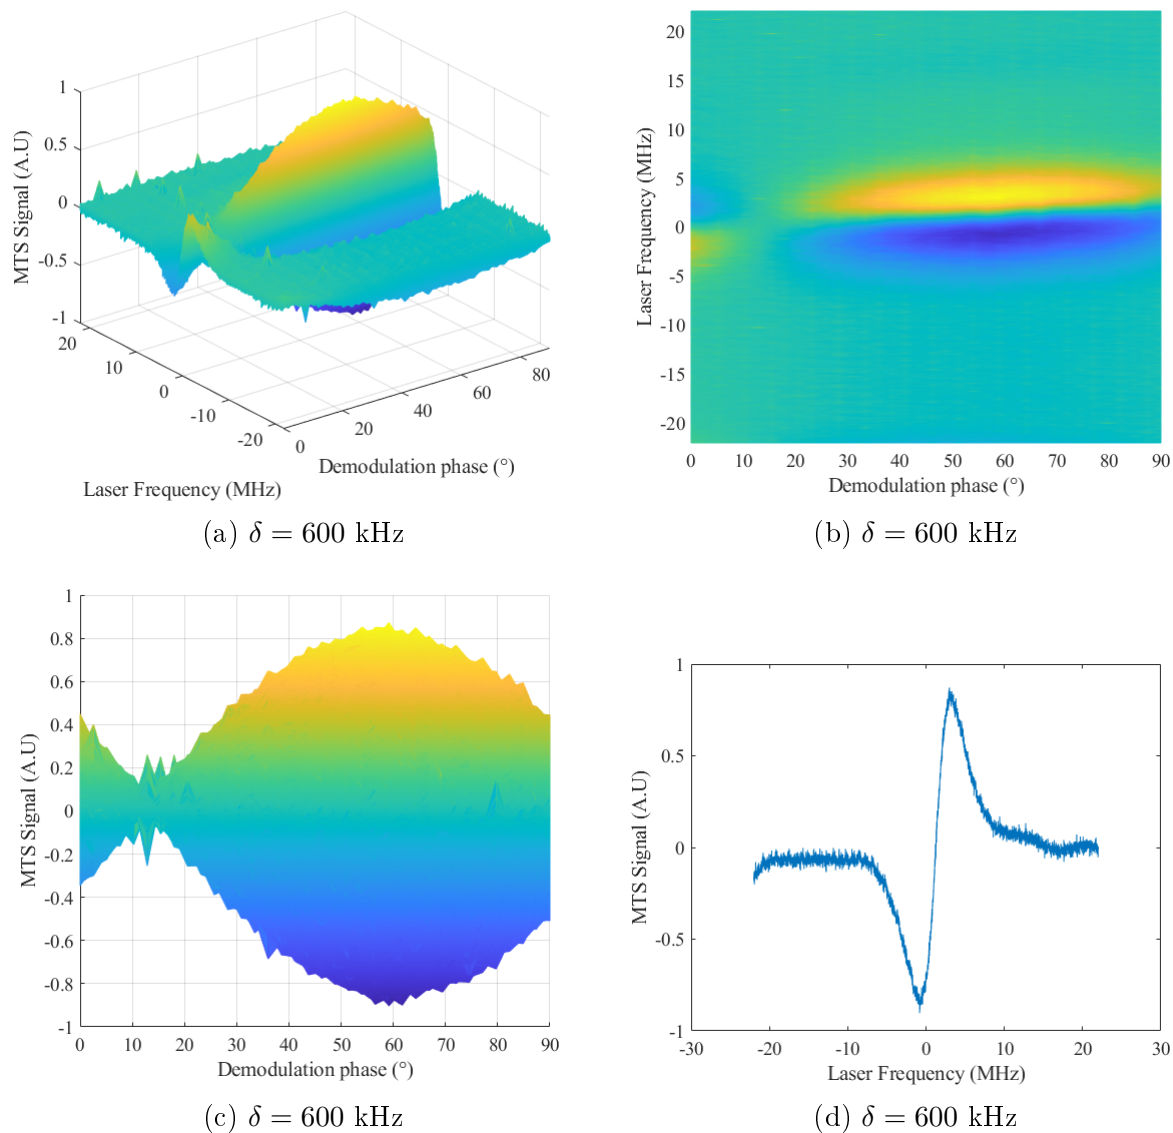 1
0.5
0
-0.5
-1
MTS Signal (A.U)
20
10
0
-10
-20
Laser Frequency (MHz)
0
20
40
60
80
Demodulation phase (°)
(a) δ = 600 kHz
20
15
10
5
0
-5
-10
-15
-20
Laser Frequency (MHz)
0 10 20 30 40 50 60 70 80 90
Demodulation phase (°)
(b) δ = 600 kHz
1
0.8
0.6
0.4
0.2
0
-0.2
-0.4
-0.6
-0.8
-1
MTS Signal (A.U)
0 10 20 30 40 50 60 70 80 90
Demodulation phase (°)
(c) δ = 600 kHz
1
0.5
0
-0.5
-1
MTS Signal (A.U)
-30 -20 -10 0 10 20 30
Laser Frequency (MHz)
(d) δ = 600 kHz